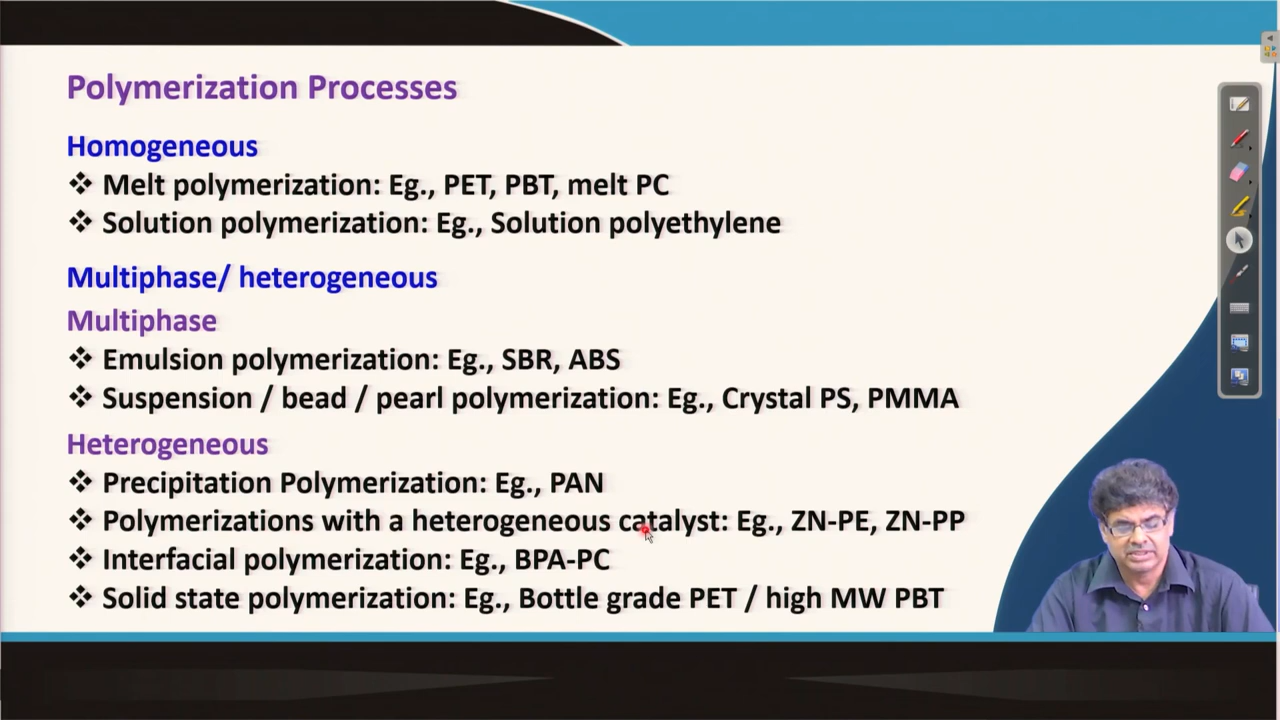 Polymerization Processes
Homogeneous
❖ Melt polymerization: Eg., PET, PBT, melt PC
❖ Solution polymerization: Eg., Solution polyethylene
Multiphase/ heterogeneous
Multiphase
❖ Emulsion polymerization: Eg., SBR, ABS
❖ Suspension / bead / pearl polymerization: Eg., Crystal PS, PMMA
Heterogeneous
❖ Precipitation Polymerization: Eg., PAN
❖ Polymerizations with a heterogeneous catalyst: Eg., ZN-PE, ZN-PP
❖ Interfacial polymerization: Eg., BPA-PC
❖ Solid state polymerization: Eg., Bottle grade PET / high MW PBT